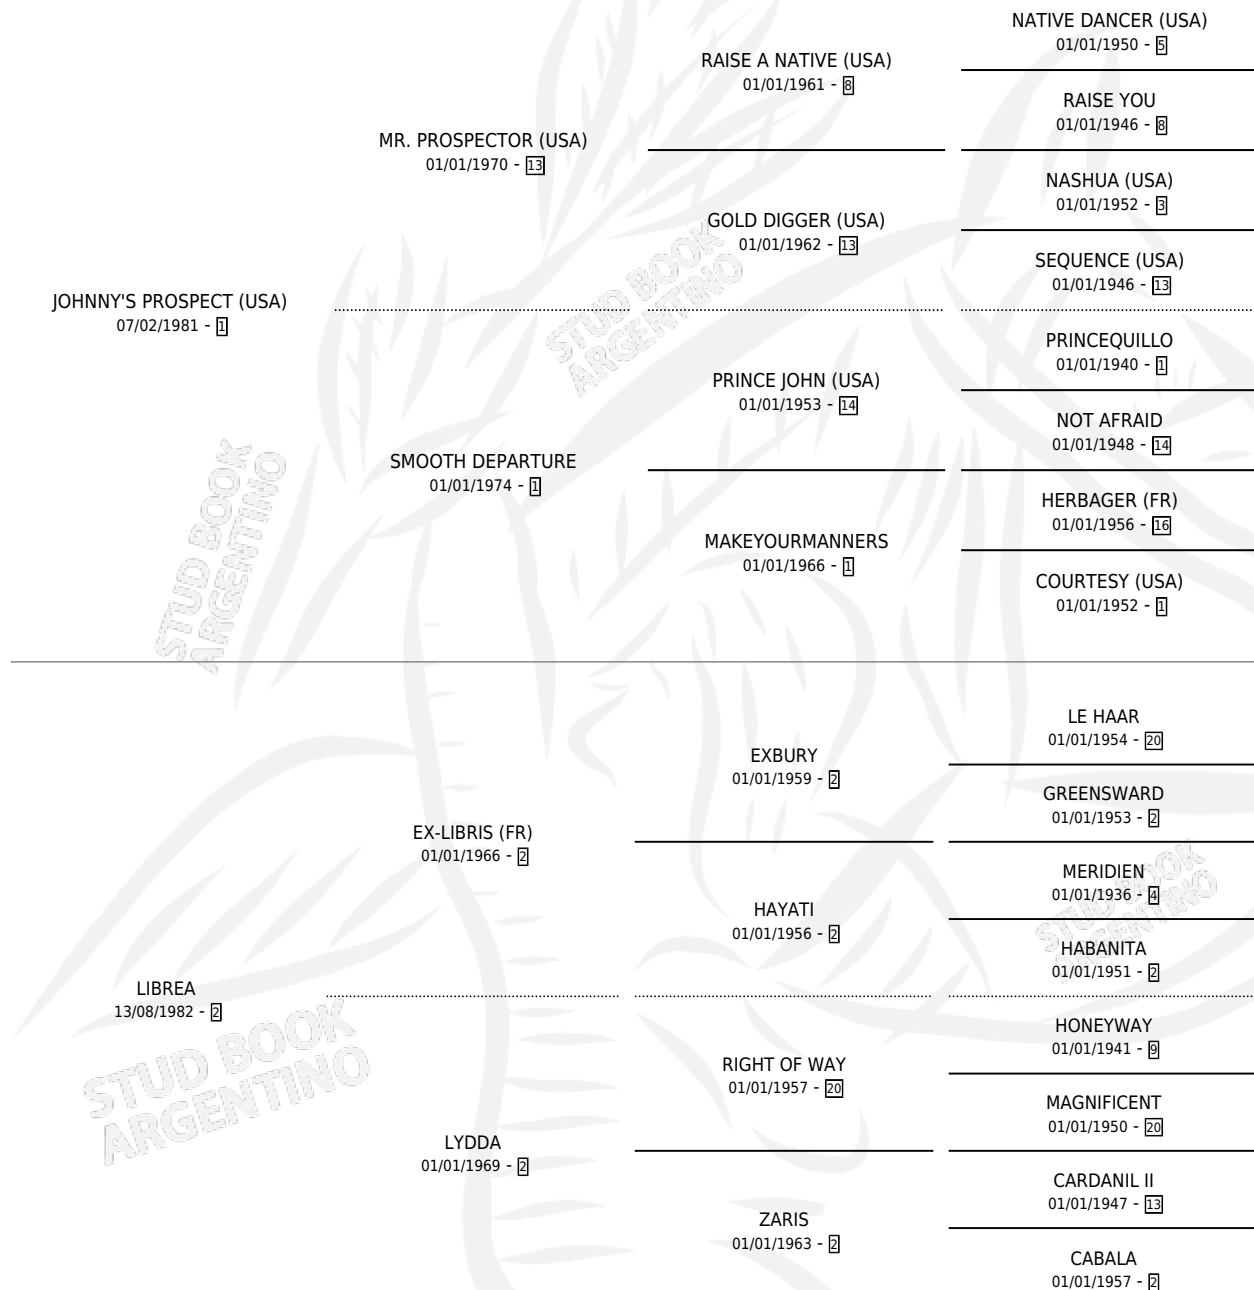 NATIVE DANCER (USA)
01/01/1950 - 5
RAISE A NATIVE (USA)
01/01/1961 - 8
RAISE YOU
01/01/1946 - 8
MR. PROSPECTOR (USA)
01/01/1970 - 13
NASHUA (USA)
01/01/1952 - 3
GOLD DIGGER (USA)
01/01/1962 - 13
SEQUENCE (USA)
01/01/1946 - 13
JOHNNY'S PROSPECT (USA)
07/02/1981 - 1
STUD BOOK
ARGENTINO
PRINCEQUILLO
01/01/1940 - 1
PRINCE JOHN (USA)
01/01/1953 - 14
NOT AFRAID
01/01/1948 - 14
SMOOTH DEPARTURE
01/01/1974 - 1
HERBAGER (FR)
01/01/1956 - 16
MAKEYOURMANNERS
01/01/1966 - 1
COURTESY (USA)
01/01/1952 - 1
STUD BOOK
ARGENTINO
LE HAAR
01/01/1954 - 20
EXBURY
01/01/1959 - 2
GREENSWARD
01/01/1953 - 2
EX-LIBRIS (FR)
01/01/1966 - 2
MERIDIEN
01/01/1936 - 4
HAYATI
01/01/1956 - 2
HABANITA
01/01/1951 - 2
STUD BOOK
ARGENTINO
LIBREA
13/08/1982 - 2
HONEYWAY
01/01/1941 - 9
RIGHT OF WAY
01/01/1957 - 20
MAGNIFICENT
01/01/1950 - 20
LYDDA
01/01/1969 - 2
CARDANIL II
01/01/1947 - 13
ZARIS
01/01/1963 - 2
CABALA
01/01/1957 - 2
STUD BOOK
ARGENTINO